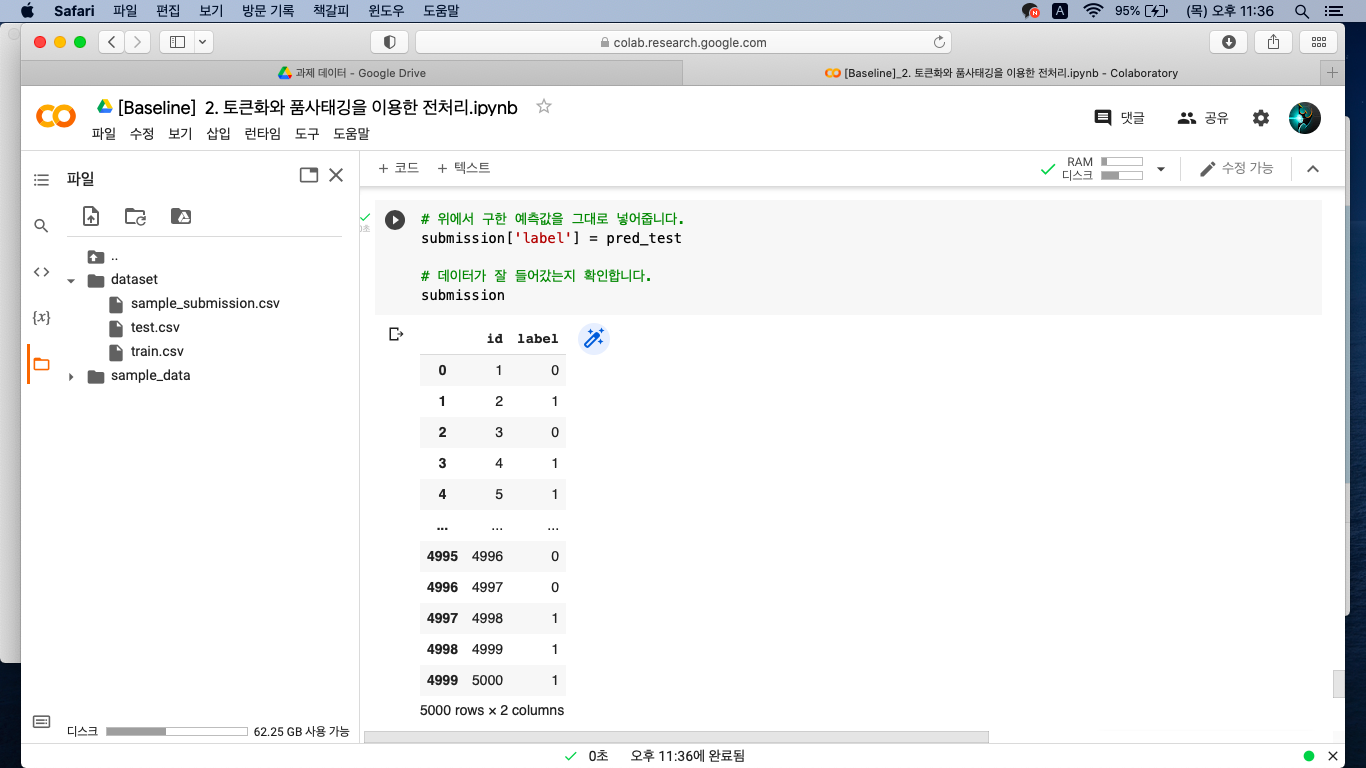 Safari 파일 편집 보기 방문 기록 책갈피 윈도우 도움말
A 95% (목) 오후 11:36
colab.research.google.com
과제 데이터 - Google Drive
[Baseline]_2. 토큰화와 품사태깅을 이용한 전처리.ipynb - Colaboratory
[Baseline] 2. 토큰화와 품사태깅을 이용한 전처리.ipynb
파일 수정 보기 삽입 런타임 도구 도움말
댓글 공유
파일
+ 코드 + 텍스트
RAM
디스크
수정 가능
..
dataset
sample_submission.csv
test.csv
train.csv
sample_data
{x}
0초
# 위에서 구한 예측값을 그대로 넣어줍니다.
submission['label'] = pred_test
# 데이터가 잘 들어갔는지 확인합니다.
submission
id label
0 1 0
1 2 1
2 3 0
3 4 1
4 5 1
... ... ...
4995 4996 0
4996 4997 0
4997 4998 1
4998 4999 1
4999 5000 1
5000 rows × 2 columns
디스크 62.25 GB 사용 가능
0초 오후 11:36에 완료됨